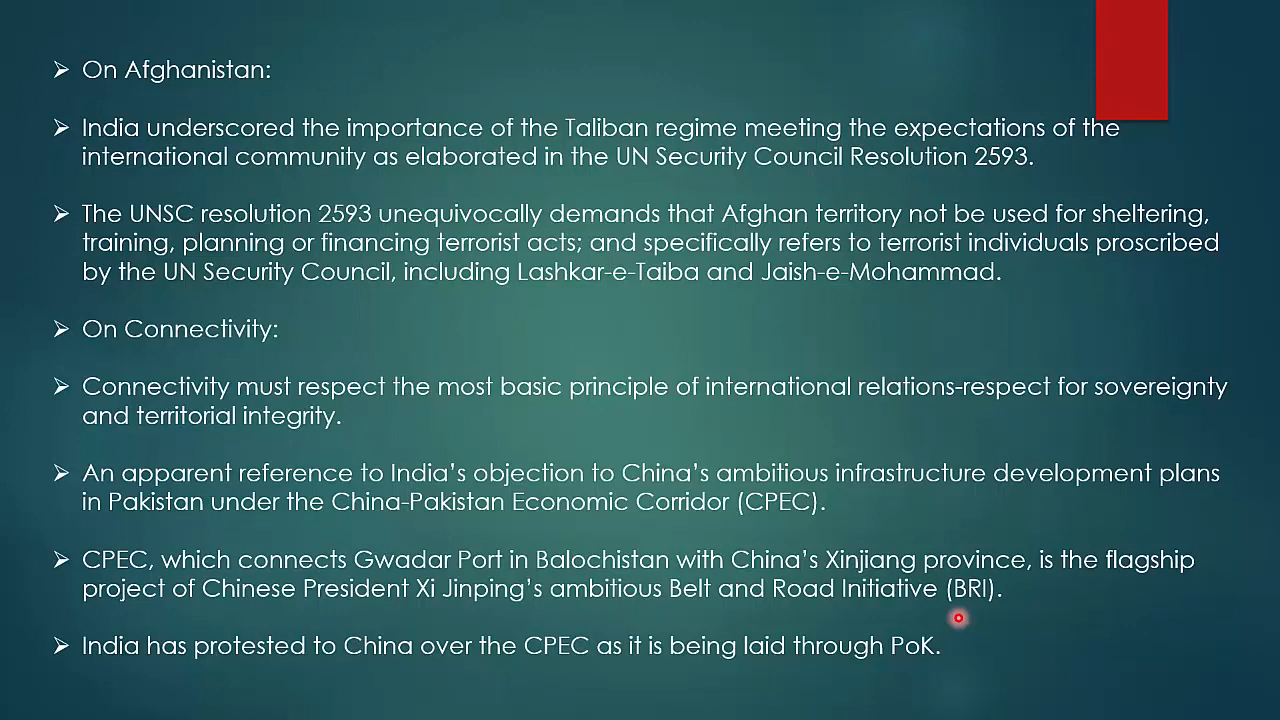 On Afghanistan:
India underscored the importance of the Taliban regime meeting the expectations of the
international community as elaborated in the UN Security Council Resolution 2593.
The UNSC resolution 2593 unequivocally demands that Afghan territory not be used for sheltering,
training, planning or financing terrorist acts; and specifically refers to terrorist individuals proscribed
by the UN Security Council, including Lashkar-e-Taiba and Jaish-e-Mohammad.
On Connectivity:
Connectivity must respect the most basic principle of international relations-respect for sovereignty
and territorial integrity.
An apparent reference to India’s objection to China’s ambitious infrastructure development plans
in Pakistan under the China-Pakistan Economic Corridor (CPEC).
CPEC, which connects Gwadar Port in Balochistan with China’s Xinjiang province, is the flagship
project of Chinese President Xi Jinping’s ambitious Belt and Road Initiative (BRI).
India has protested to China over the CPEC as it is being laid through PoK.